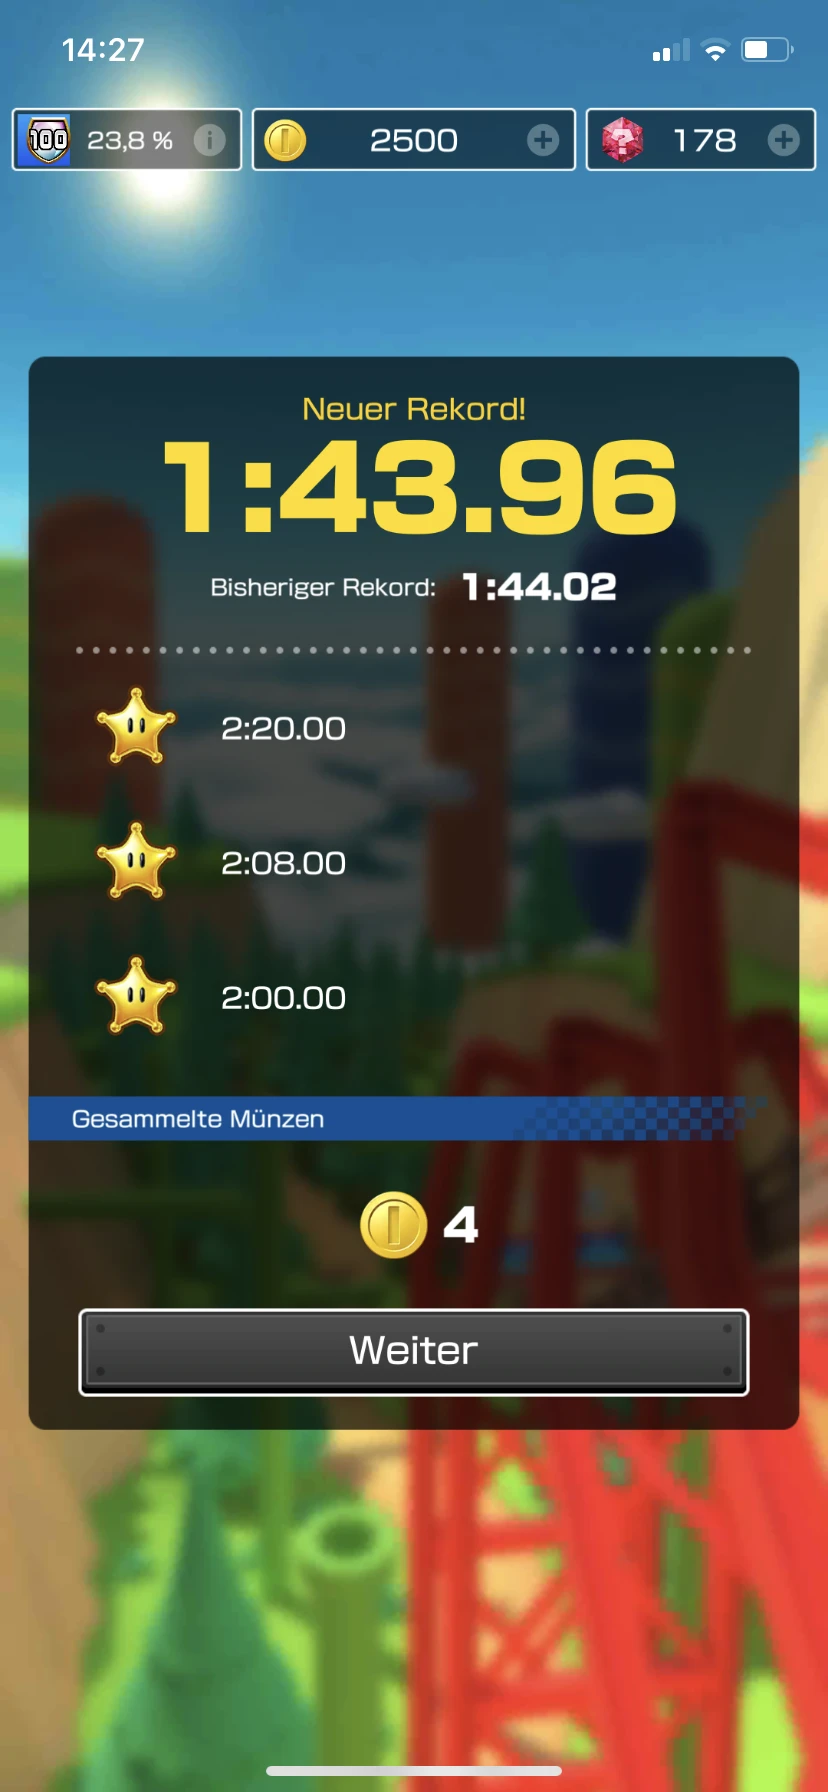 14:27
100 23,8 % i 2500 + ? 178 +
Neuer Rekord!
1:43.96
Bisheriger Rekord: 1:44.02
2:20.00
2:08.00
2:00.00
Gesammelte Münzen
4
Weiter